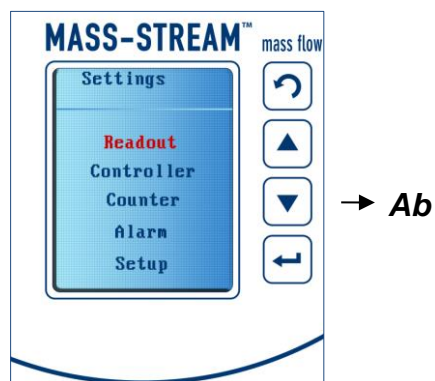 MASS-STREAM™ mass flow
Settings
Readout
Controller
Counter
Alarm
Setup
Ab